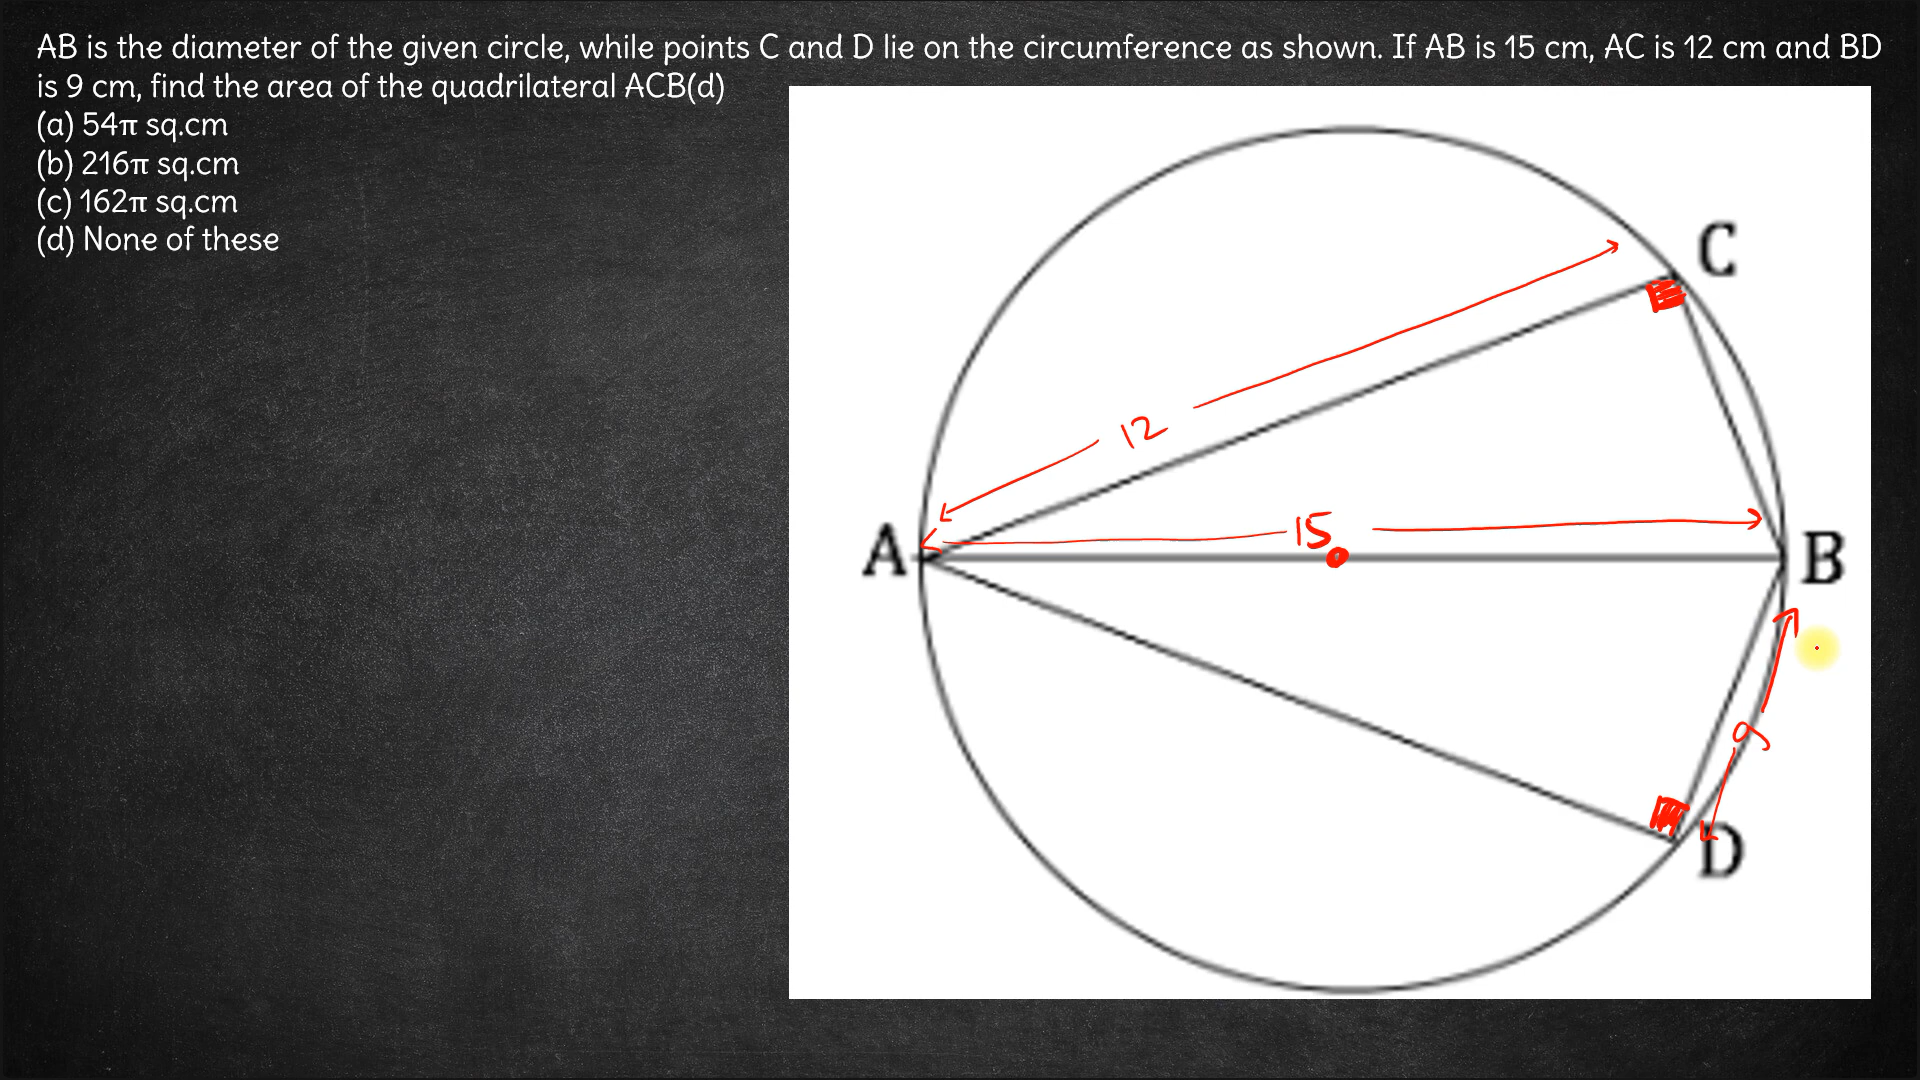 AB is the diameter of the given circle, while points C and D lie on the circumference as shown. If AB is 15 cm, AC is 12 cm and BD
is 9 cm, find the area of the quadrilateral ACB(d)
(a) 54π sq.cm
(b) 216π sq.cm
(c) 162π sq.cm
(d) None of these
C
12
15
A
B
9
D